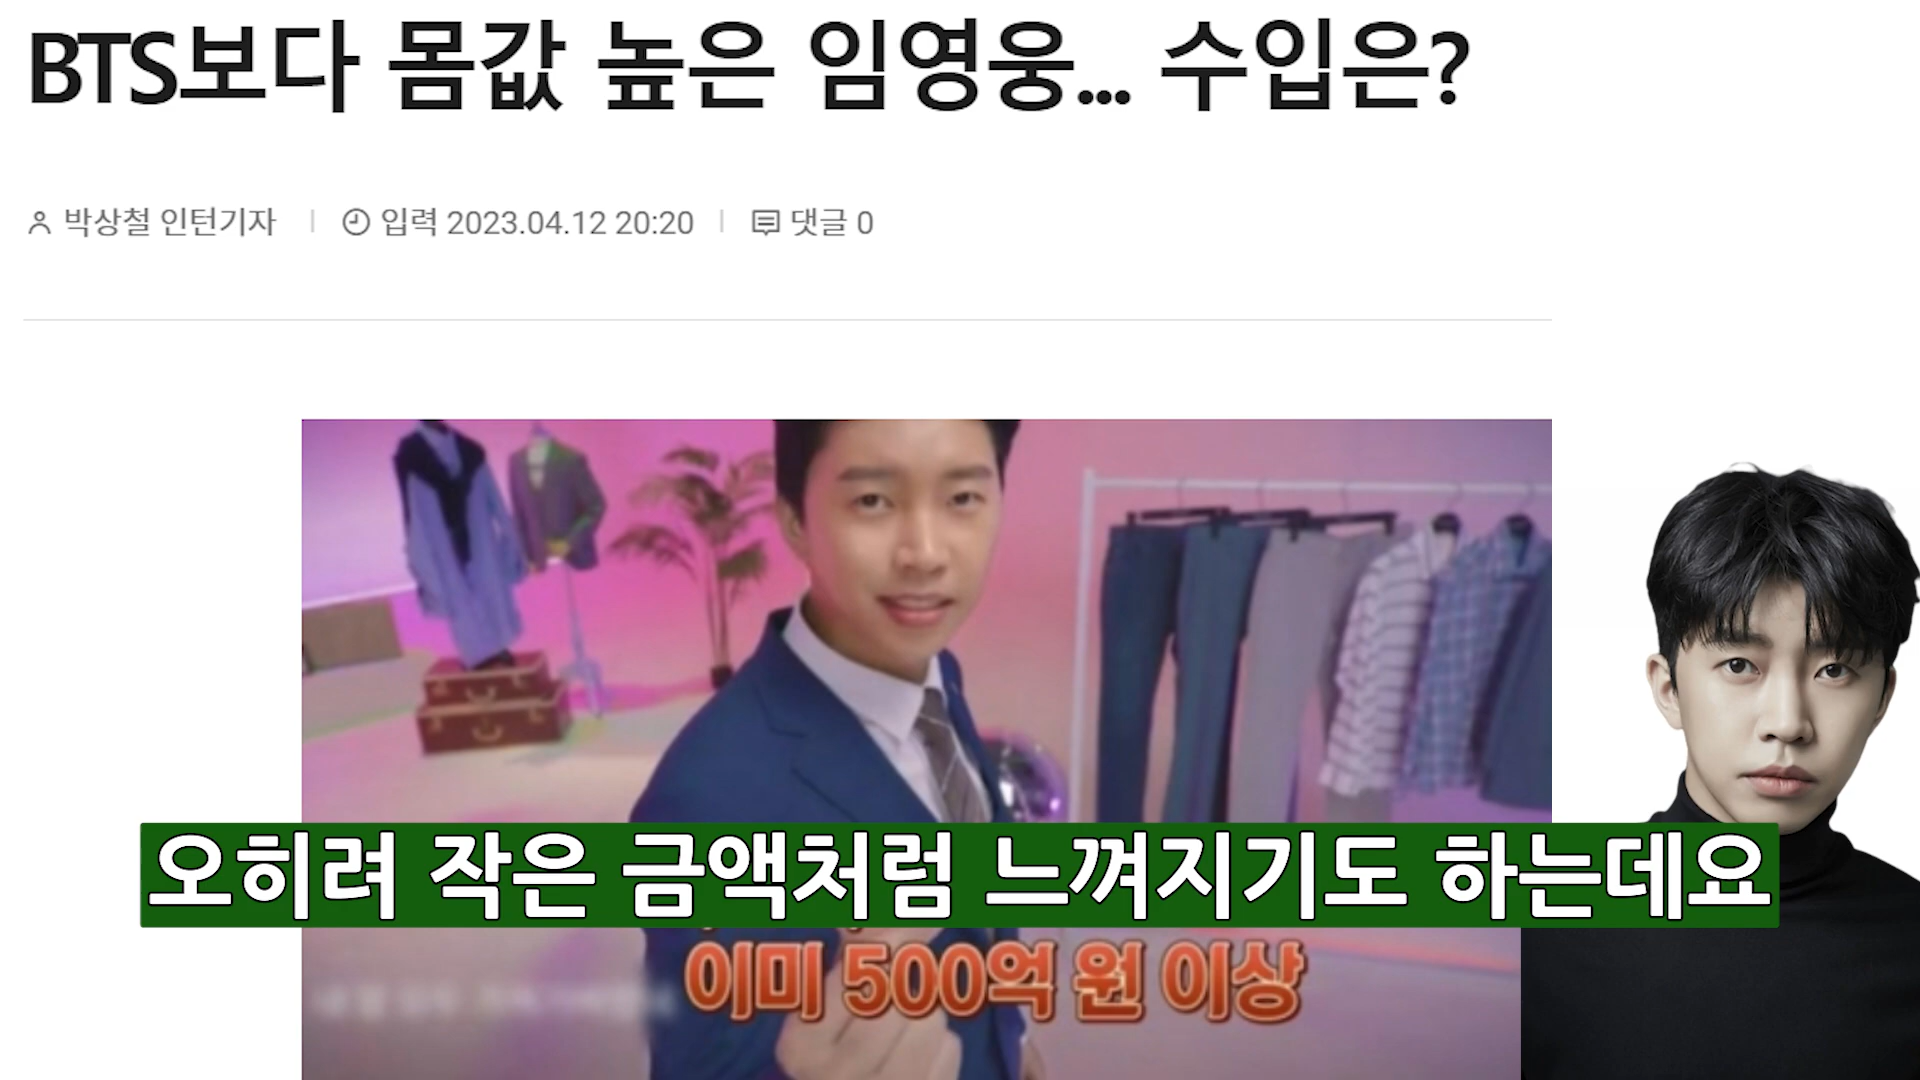 BTS보다 몸값 높은 임영웅... 수입은?
박상철 인턴기자 | 입력 2023.04.12 20:20 | 댓글 0
오히려 작은 금액처럼 느껴지기도 하는데요
이미 500억 원 이상